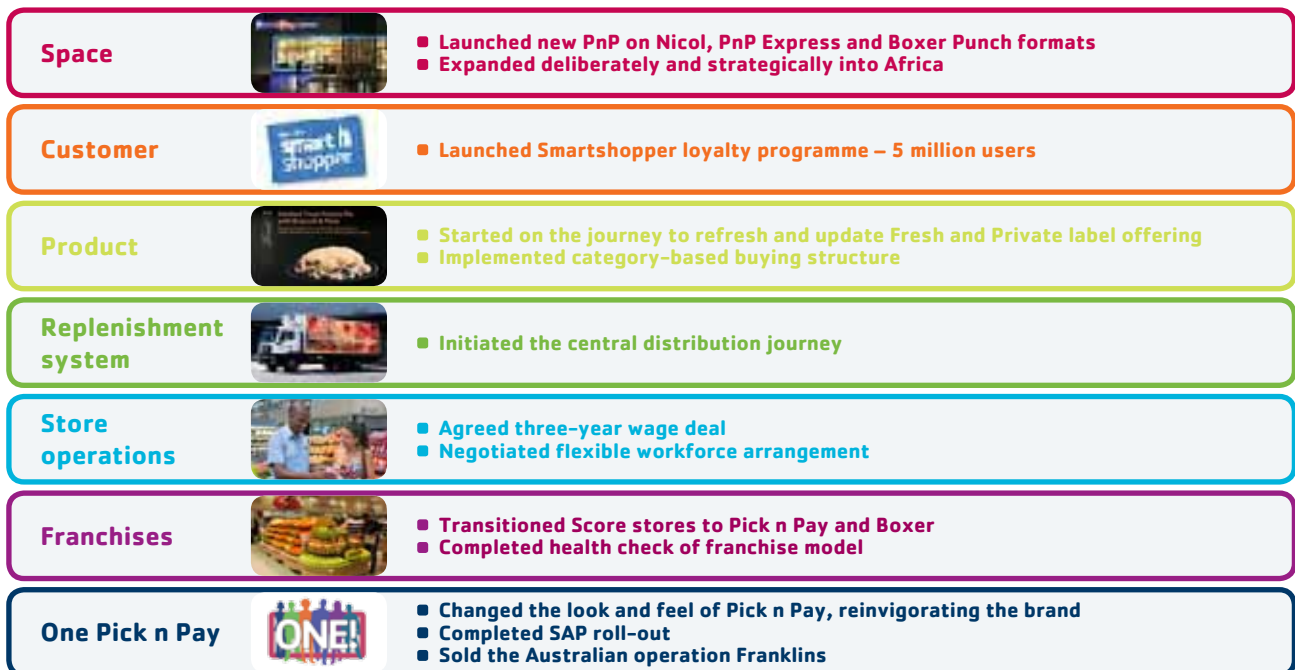 Space
■ Launched new PnP on Nicol, PnP Express and Boxer Punch formats
■ Expanded deliberately and strategically into Africa
Customer
smart
shopper
■ Launched Smartshopper loyalty programme – 5 million users
Product
■ Started on the journey to refresh and update Fresh and Private label offering
■ Implemented category-based buying structure
Replenishment
system
■ Initiated the central distribution journey
Store
operations
■ Agreed three-year wage deal
■ Negotiated flexible workforce arrangement
Franchises
■ Transitioned Score stores to Pick n Pay and Boxer
■ Completed health check of franchise model
One Pick n Pay
ONE!
■ Changed the look and feel of Pick n Pay, reinvigorating the brand
■ Completed SAP roll-out
■ Sold the Australian operation Franklins